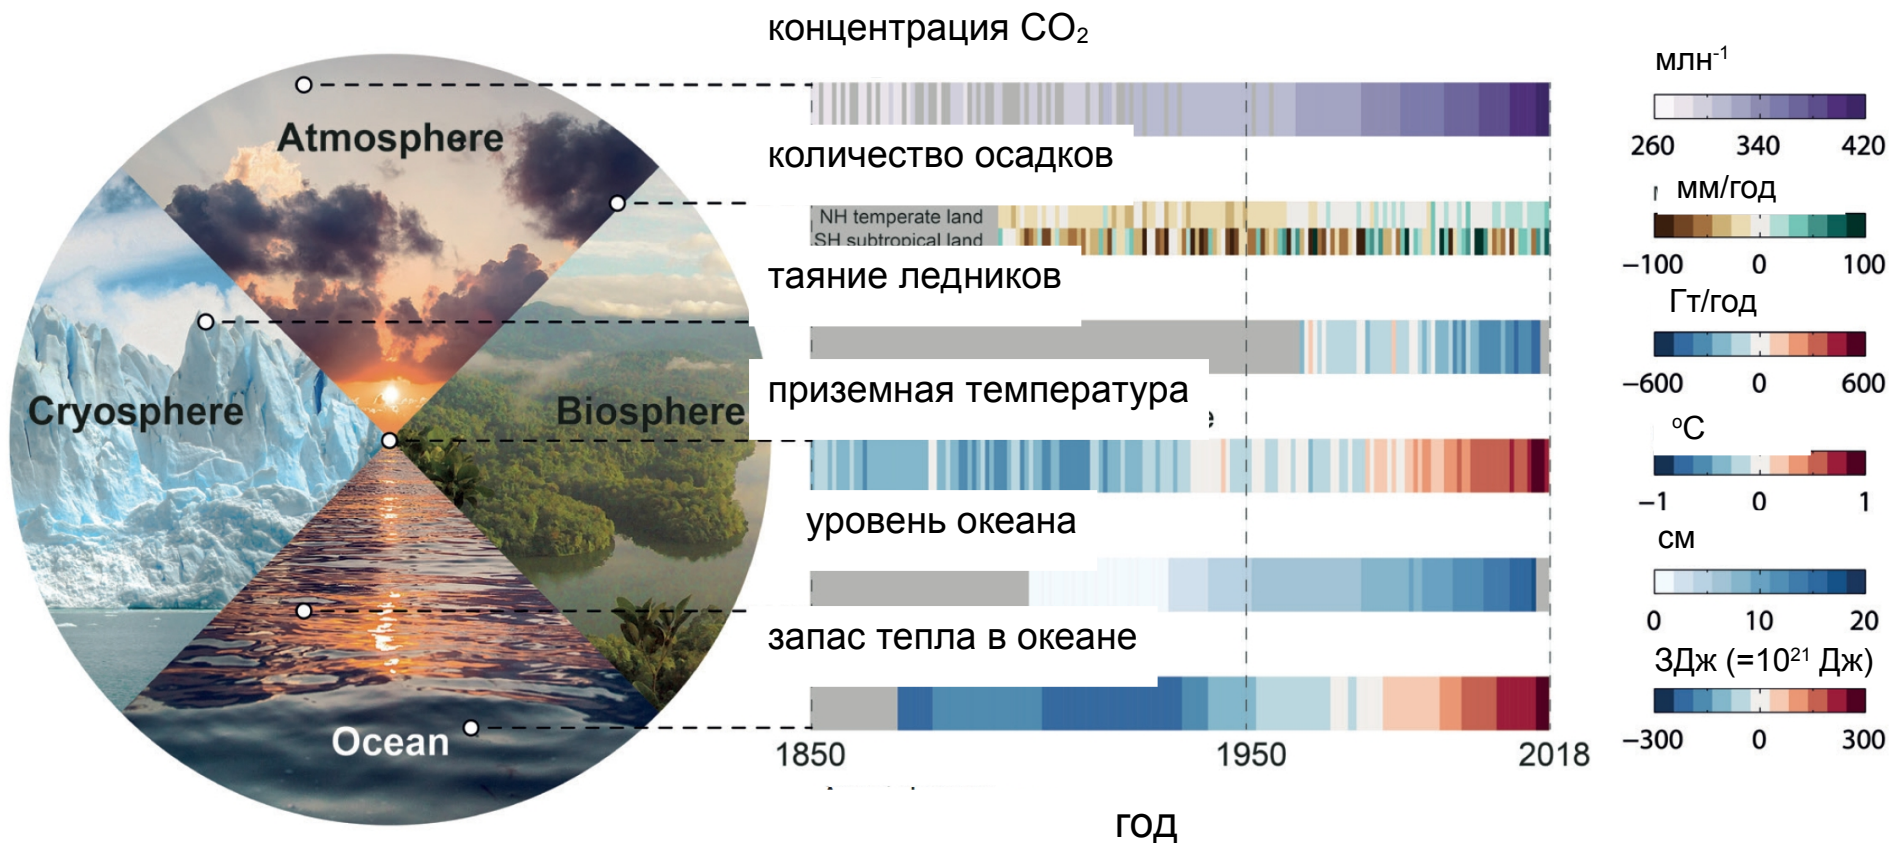 концентрация CO₂
млн⁻¹
260 340 420
Atmosphere
количество осадков
мм/год
NH temperate land
SH subtropical land
−100 0 100
таяние ледников
Гт/год
−600 0 600
приземная температура
Cryosphere
Biosphere
e
°C
−1 0 1
уровень океана
см
0 10 20
запас тепла в океане
ЗДж (=10²¹ Дж)
−300 0 300
Ocean
1850 1950 2018
год